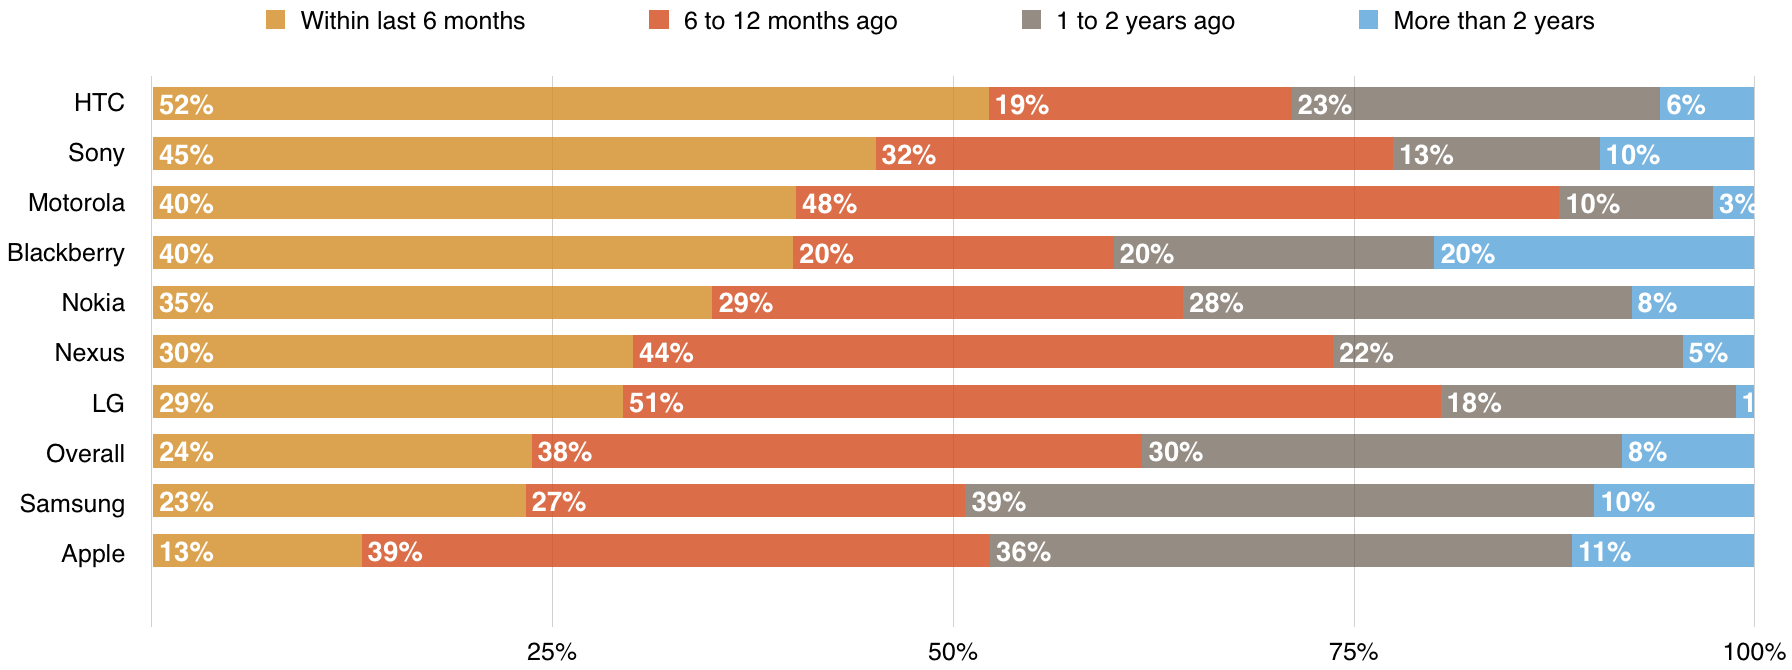 Within last 6 months 6 to 12 months ago 1 to 2 years ago More than 2 years
HTC 52% 19% 23% 6%
Sony 45% 32% 13% 10%
Motorola 40% 48% 10% 3%
Blackberry 40% 20% 20% 20%
Nokia 35% 29% 28% 8%
Nexus 30% 44% 22% 5%
LG 29% 51% 18% 1
Overall 24% 38% 30% 8%
Samsung 23% 27% 39% 10%
Apple 13% 39% 36% 11%
25% 50% 75% 100%